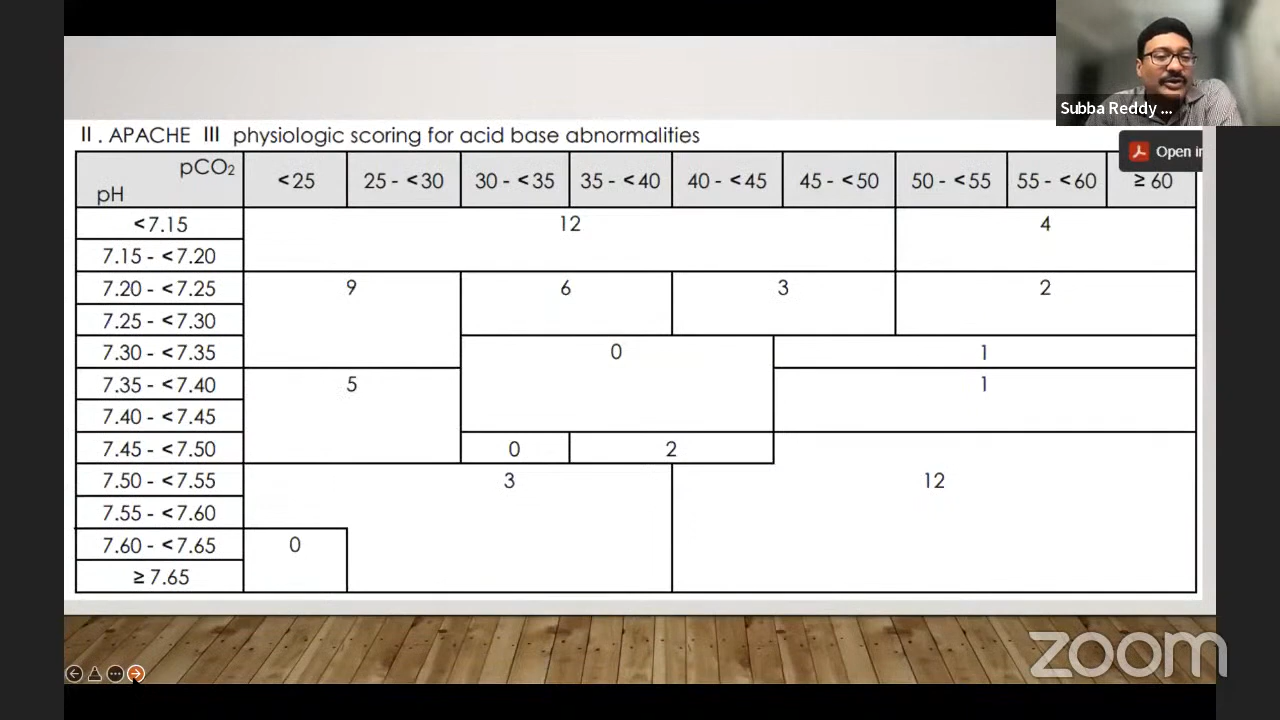 Subba Reddy ...
II . APACHE III physiologic scoring for acid base abnormalities
Open in
pCO₂
pH
<25 25 - <30 30 - <35 35 - <40 40 - <45 45 - <50 50 - <55 55 - <60 ≥ 60
<7.15 12 4
7.15 - <7.20
7.20 - <7.25 9 6 3 2
7.25 - <7.30
7.30 - <7.35 0 1
7.35 - <7.40 5 1
7.40 - <7.45
7.45 - <7.50 0 2
7.50 - <7.55 3 12
7.55 - <7.60
7.60 - <7.65 0
≥ 7.65
zoom